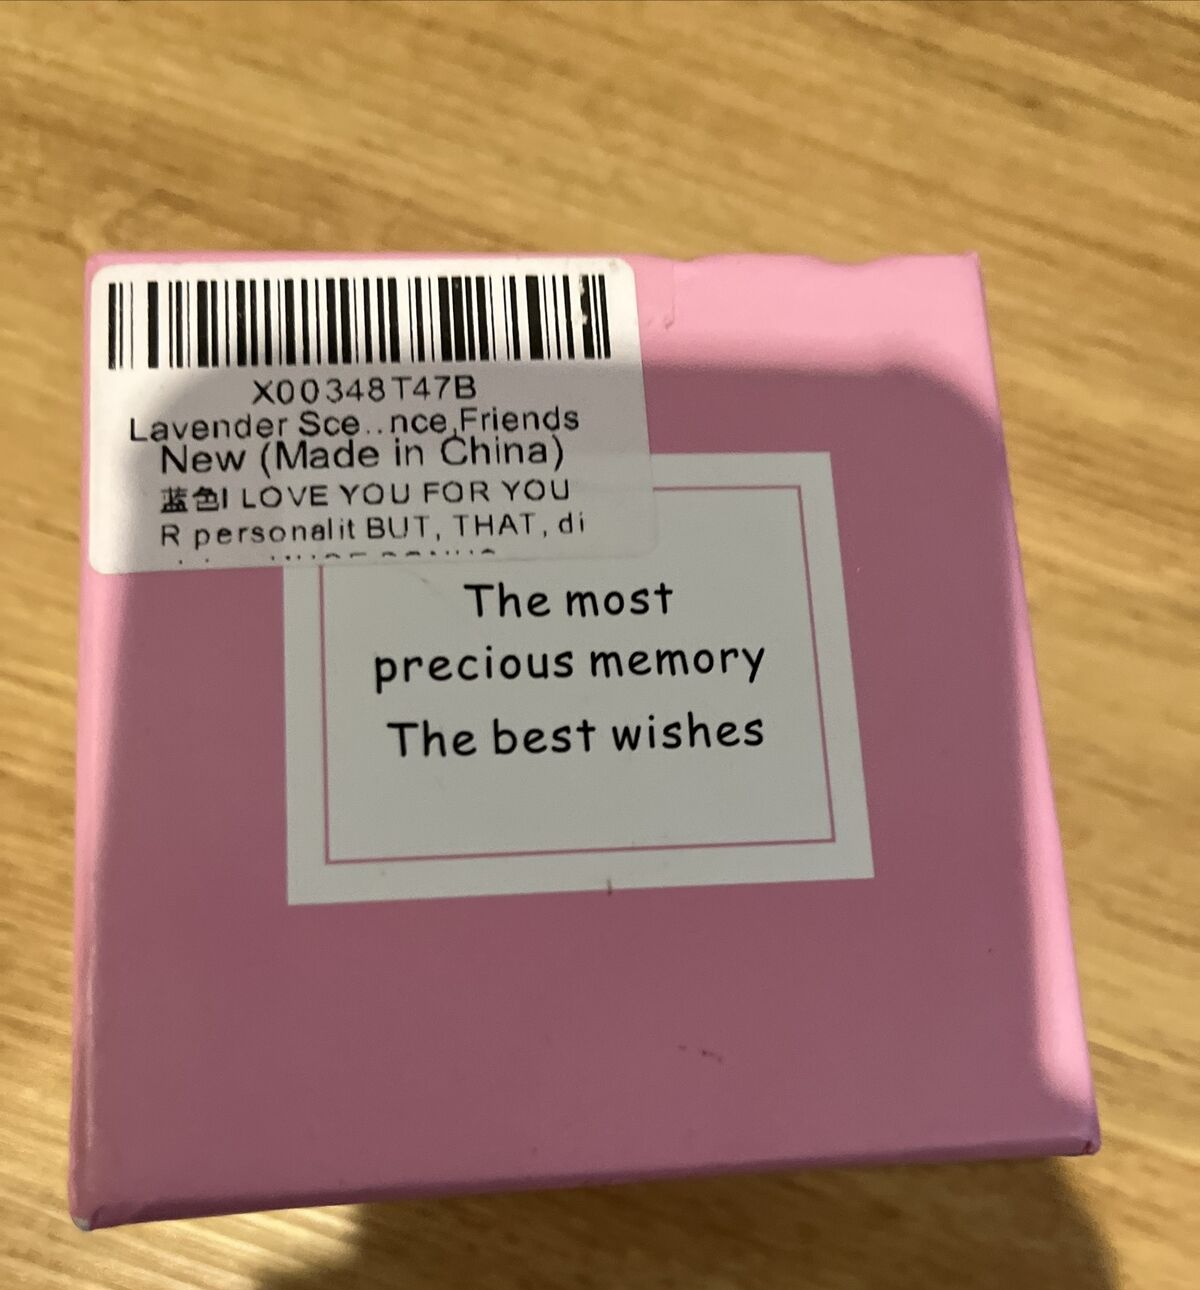 X00348T47B
Lavender Sce...nce,Friends
New (Made in China)
蓝色I LOVE YOU FOR YOU
R personalit BUT, THAT, di
The most
precious memory
The best wishes